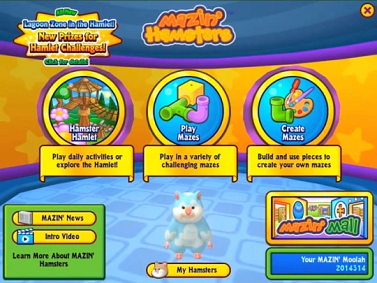 All-New
Lagoon Zone in the Hamlet!
New Prizes for
Hamlet Challenges!
Click for details!
Mazin'
Hamsters
Hamster
Hamlet
Play
Mazes
Create
Mazes
Play daily activities or
explore the Hamlet!
Play in a variety of
challenging mazes
Build and use pieces to
create your own mazes
MAZIN' News
Intro Video
Learn More About MAZIN'
Hamsters
My Hamsters
Mazin' Mall
Your MAZIN' Moolah
2014314